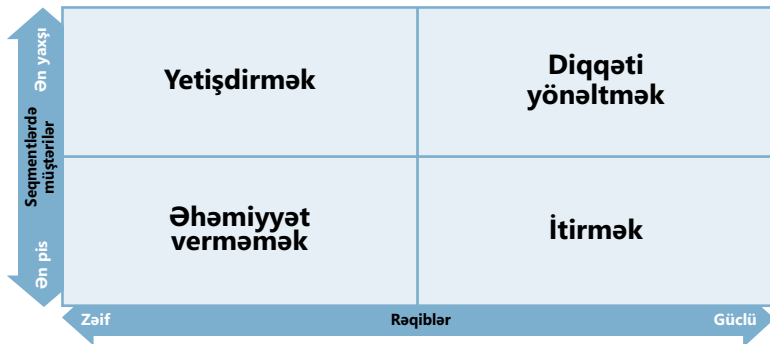 Ən yaxşı
Seqmentlərdə
müştərilər
Ən pis
Yetişdirmək
Diqqəti
yönəltmək
Əhəmiyyət
verməmək
İtirmək
Zəif
Rəqiblər
Güclü